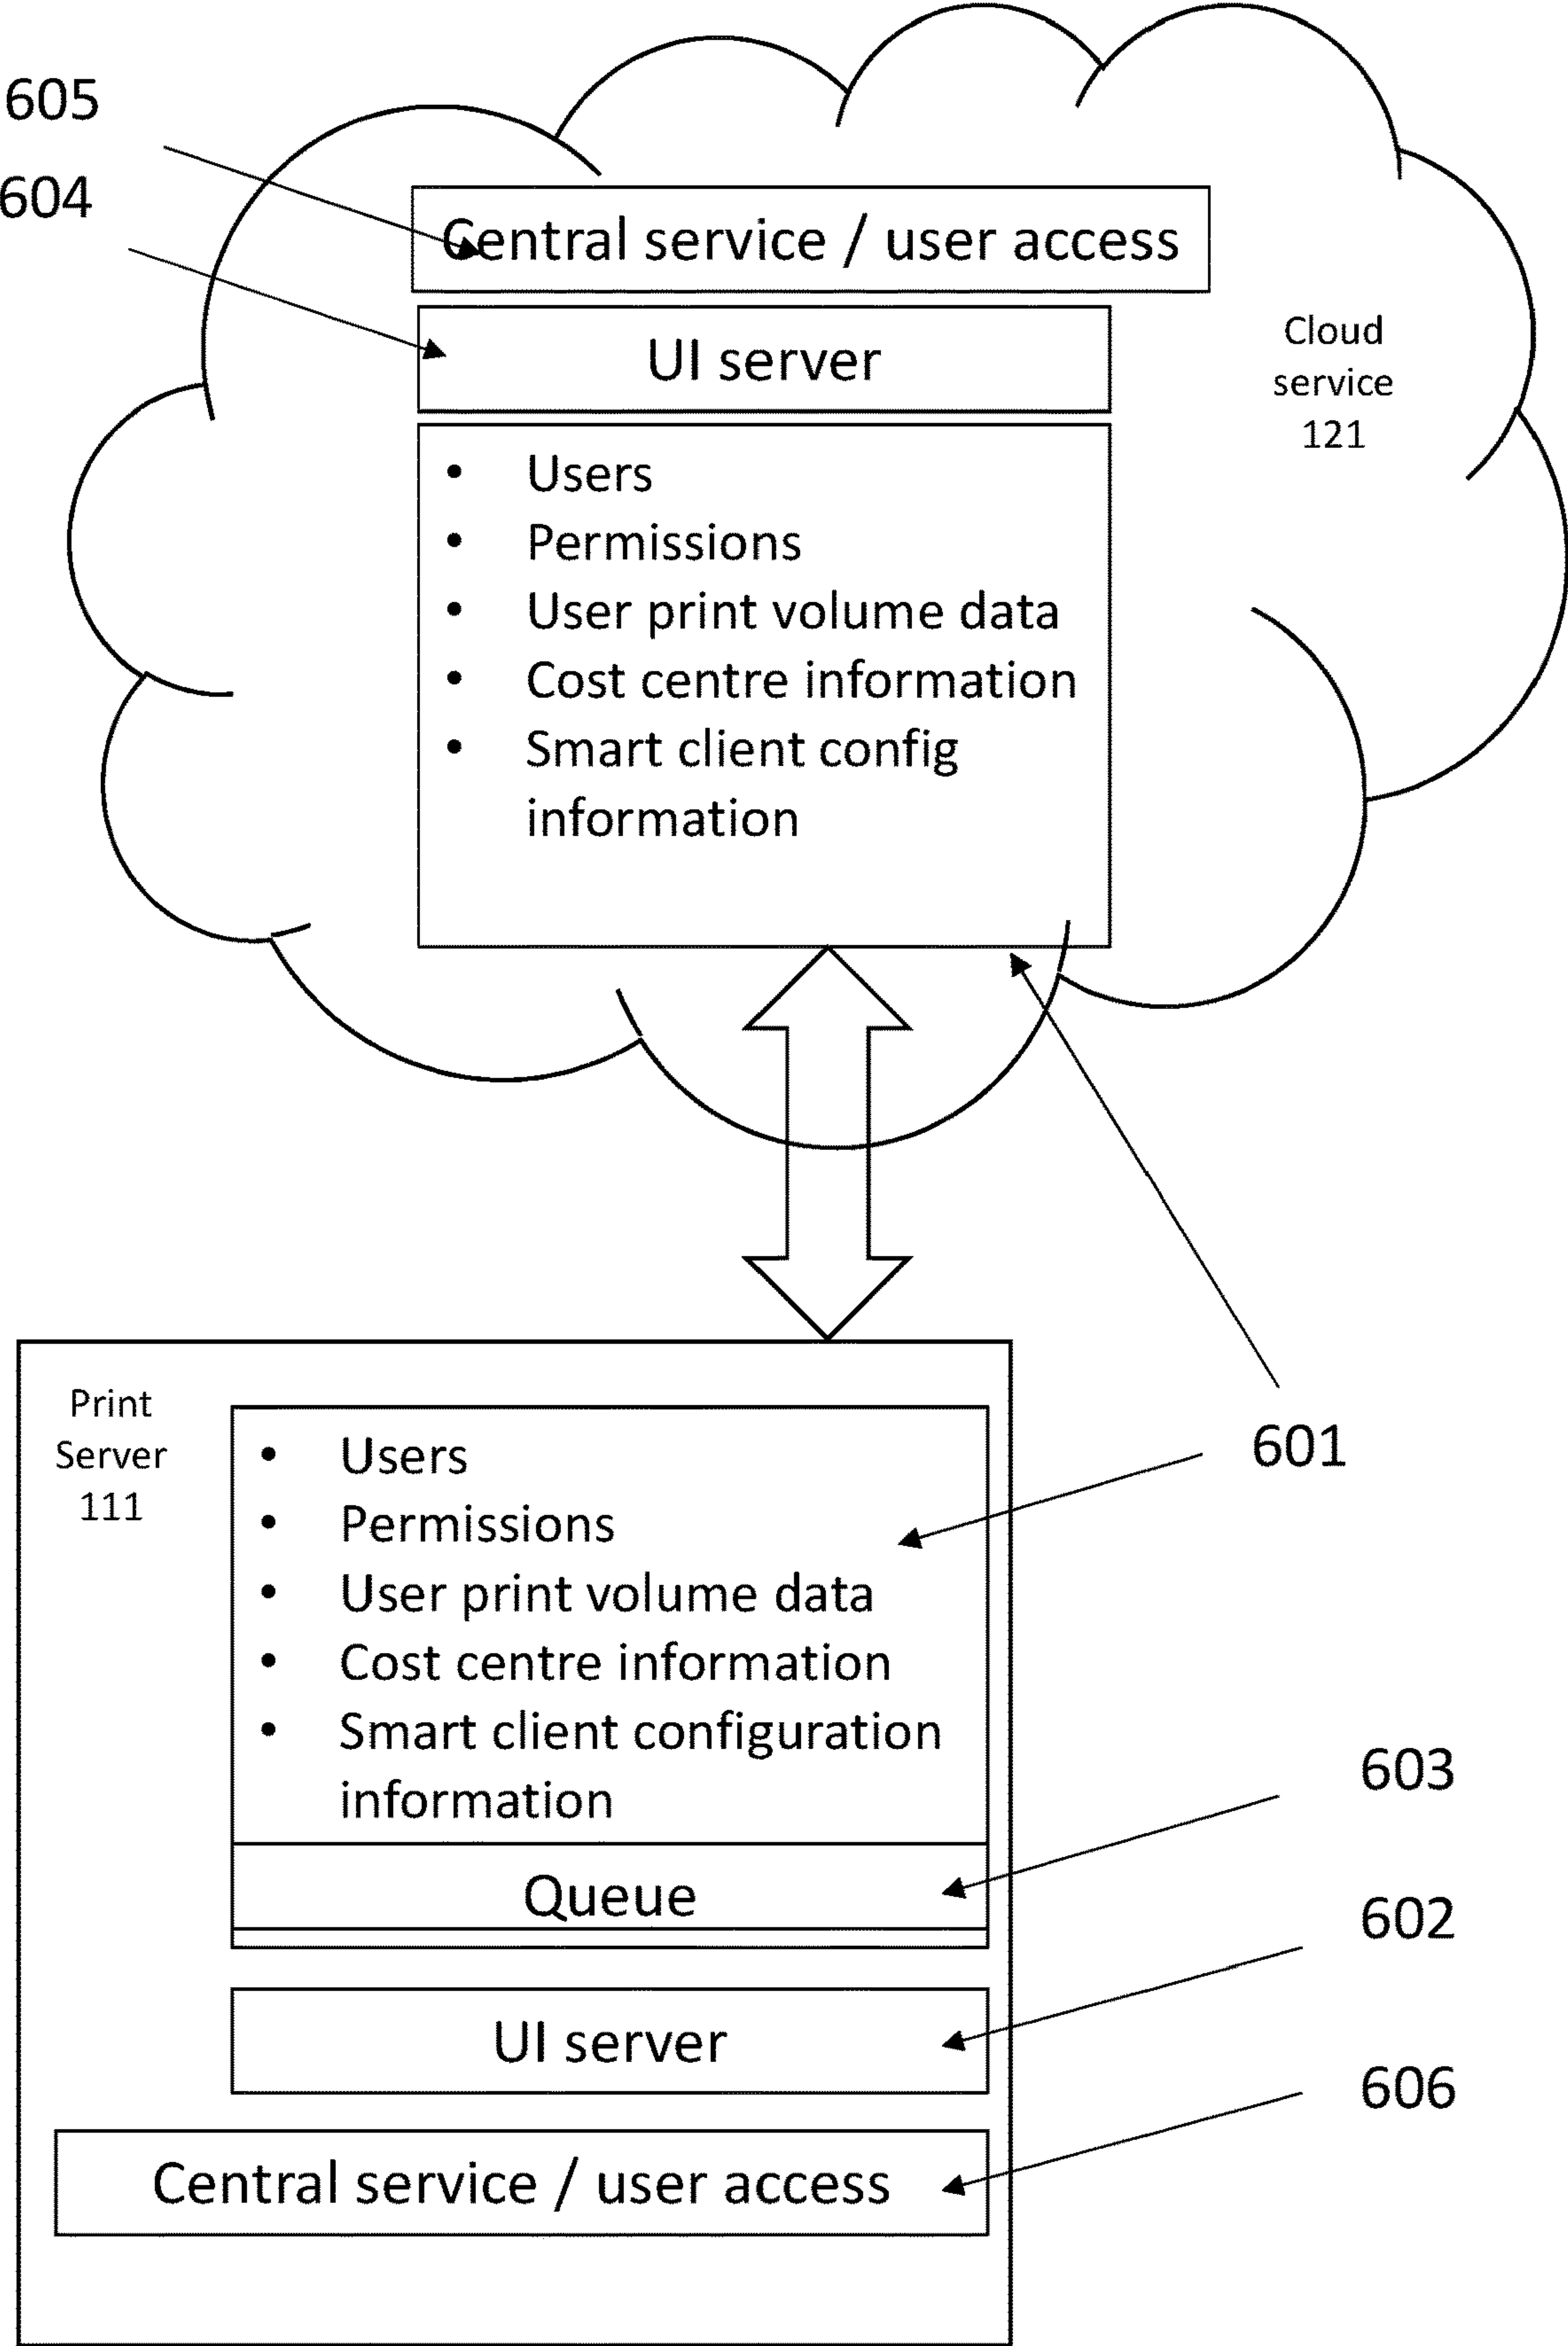 605
604
Central service / user access
UI server
Cloud
service
121
• Users
• Permissions
• User print volume data
• Cost centre information
• Smart client config
information
Print
Server
111
• Users
• Permissions
• User print volume data
• Cost centre information
• Smart client configuration
information
601
Queue
603
602
UI server
606
Central service / user access